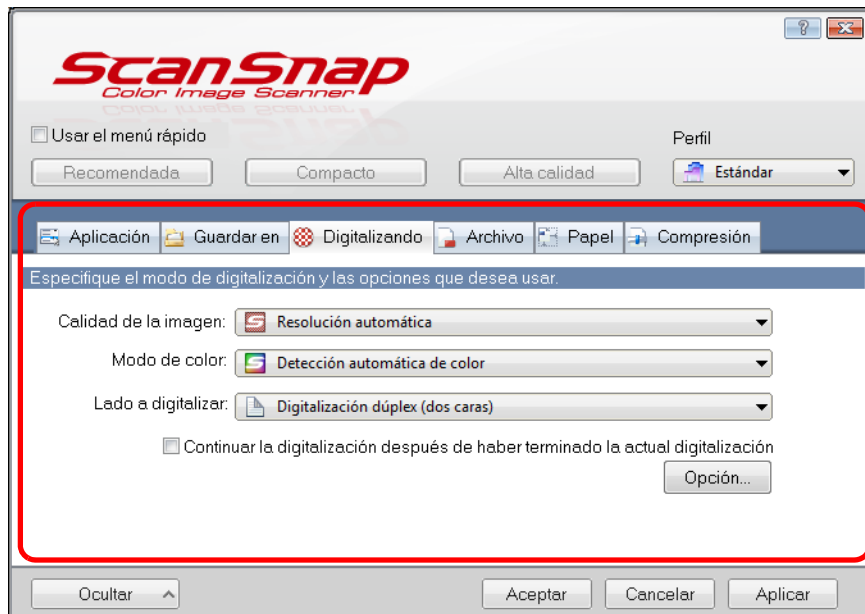 ScanSnap
Color Image Scanner
Usar el menú rápido
Perfil
Recomendada Compacto Alta calidad Estándar
Aplicación Guardar en Digitalizando Archivo Papel Compresión
Especifique el modo de digitalización y las opciones que desea usar.
Calidad de la imagen: Resolución automática
Modo de color: Detección automática de color
Lado a digitalizar: Digitalización dúplex (dos caras)
Continuar la digitalización después de haber terminado la actual digitalización
Opción...
Ocultar Aceptar Cancelar Aplicar